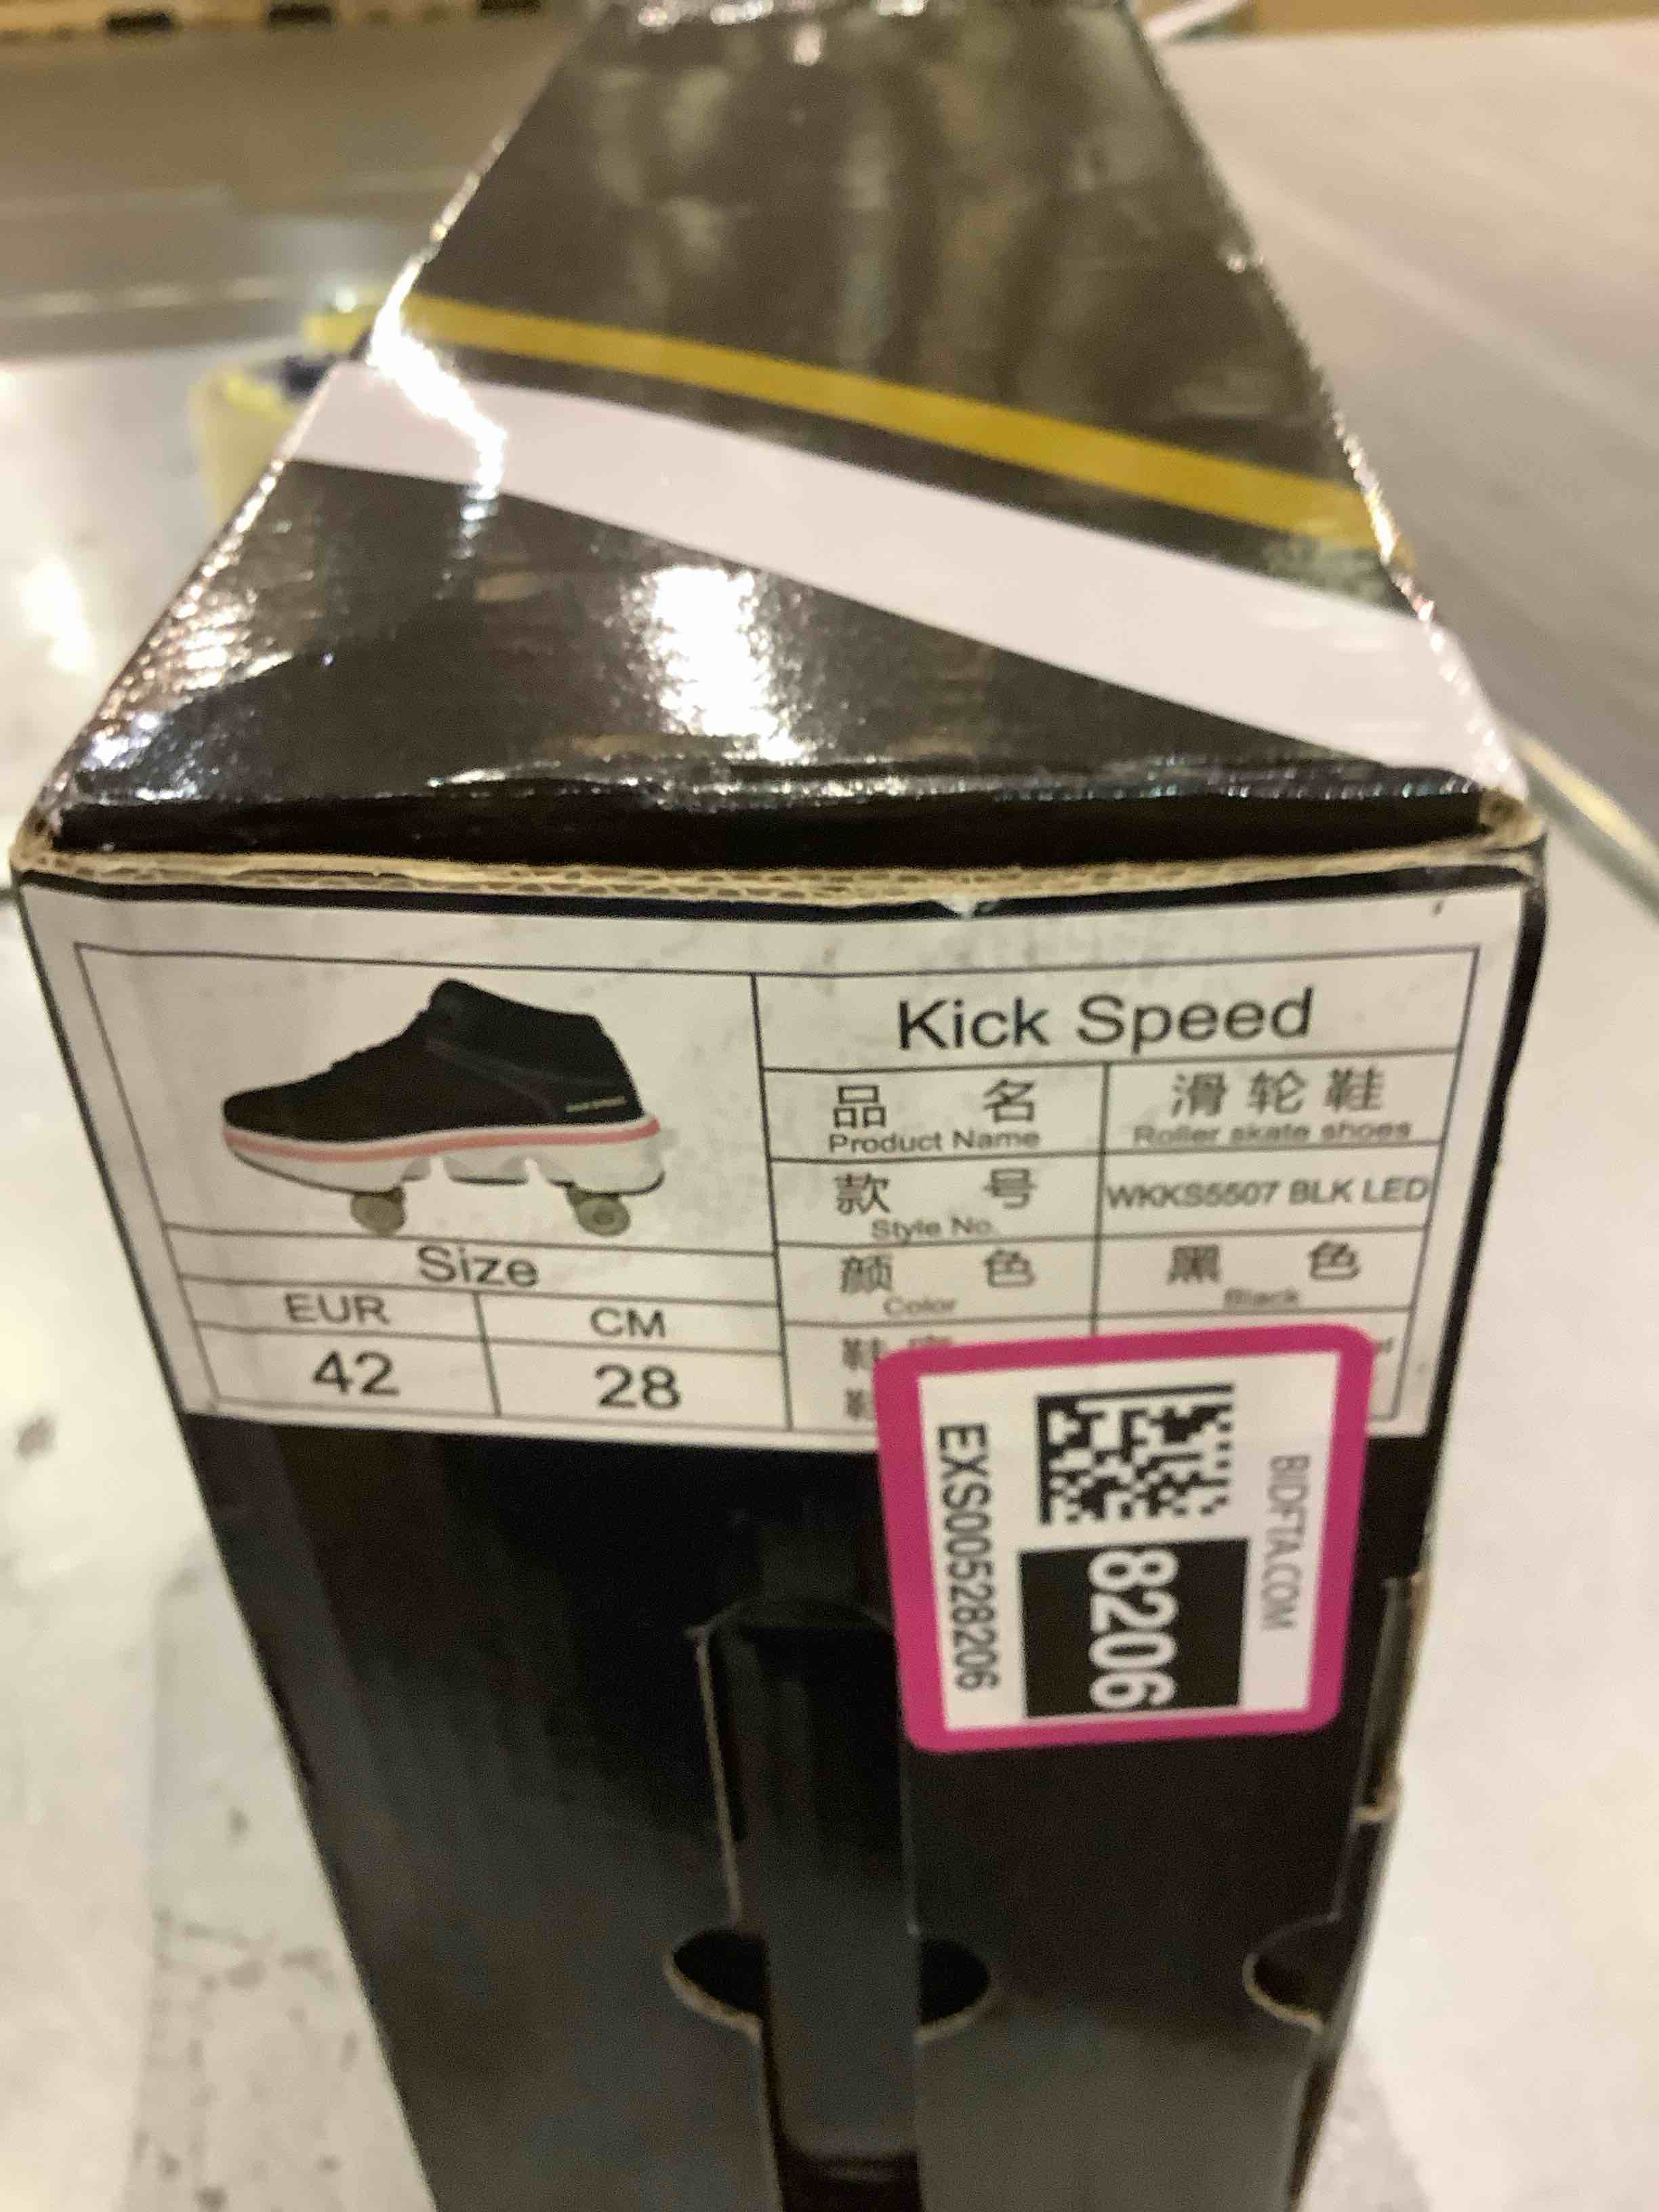 Kick Speed
品 名
Product Name
滑轮鞋
Roller skate shoes
款 号
Style No.
WKKS5507 BLK LED
颜 色
Color
黑 色
Black
Size
EUR
CM
42
28
BIDFTA.COM
8206
EXS00528206